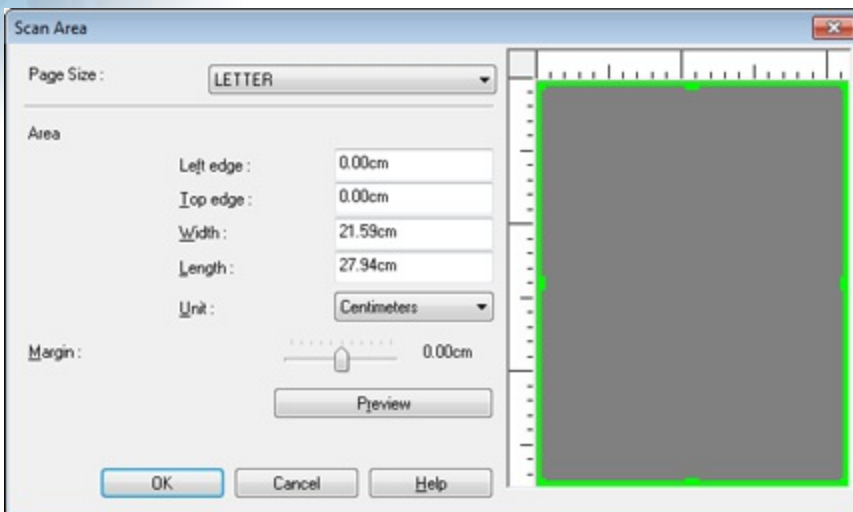 Scan Area
Page Size : LETTER
Area
Left edge : 0.00cm
Top edge : 0.00cm
Width : 21.59cm
Length : 27.94cm
Unit : Centimeters
Margin : 0.00cm
Preview
OK Cancel Help